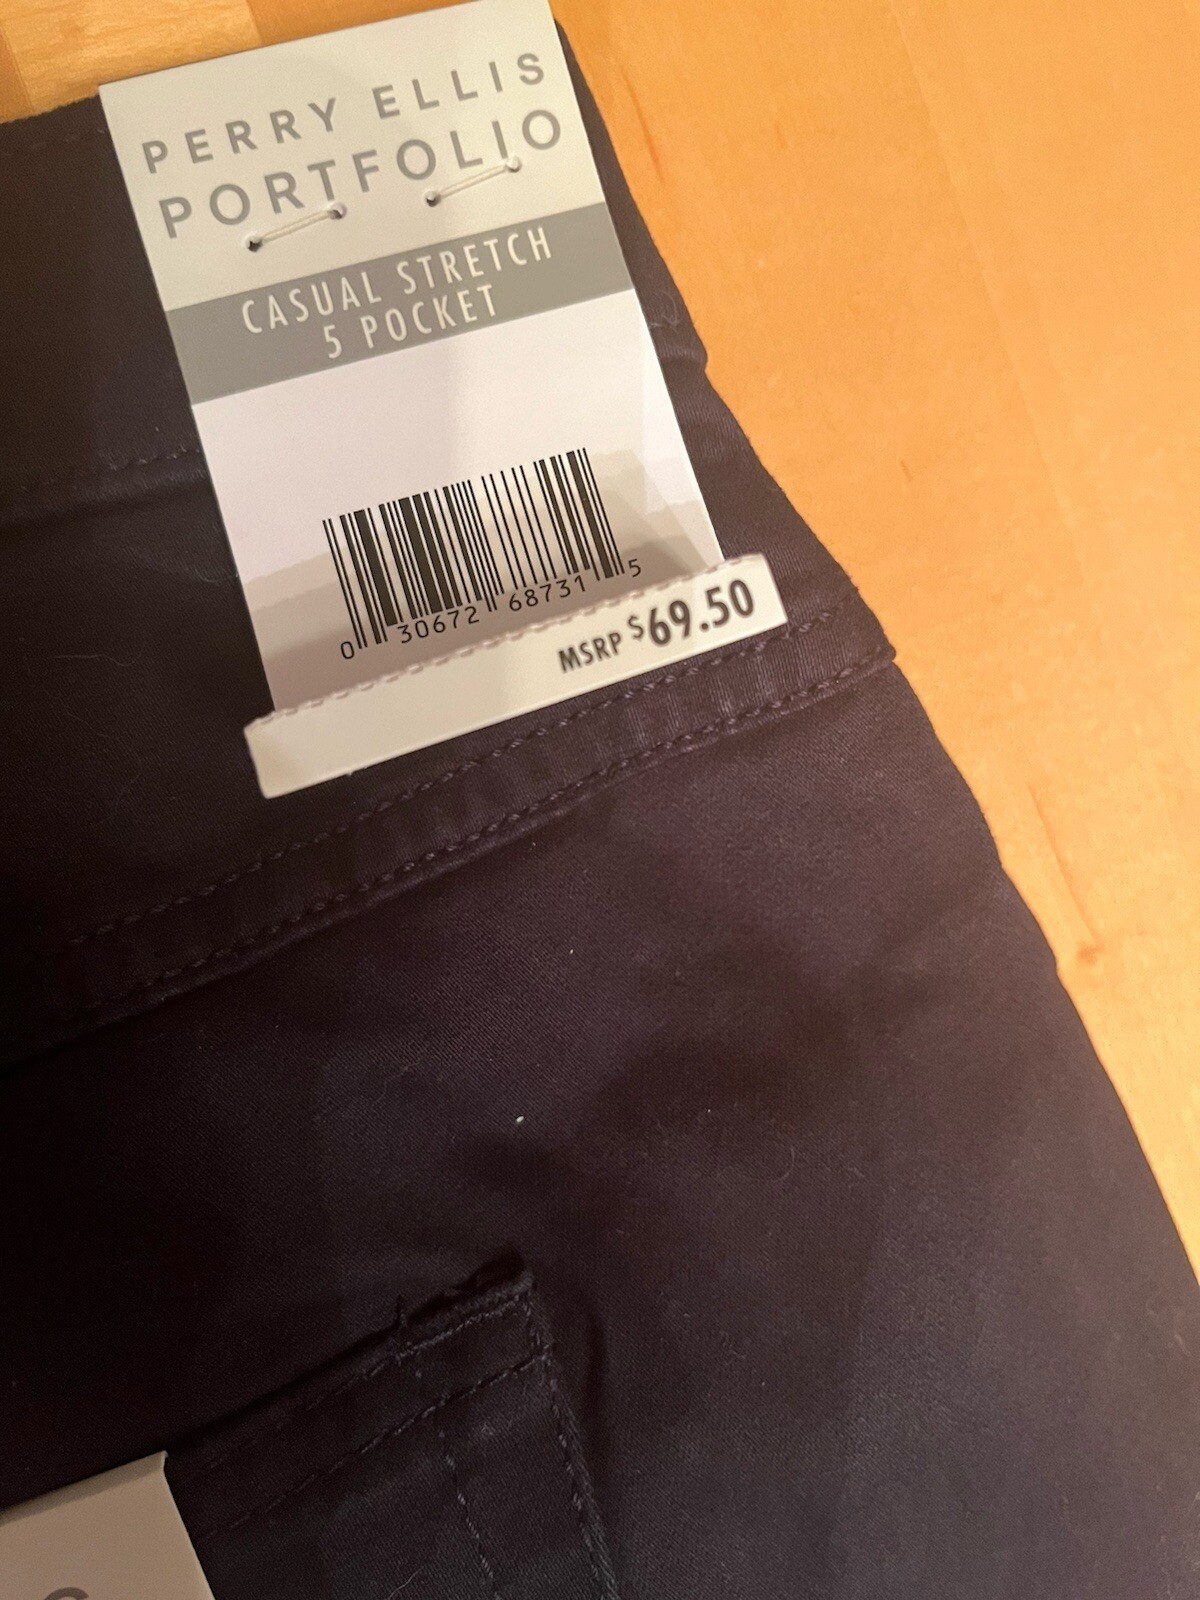 PERRY ELLIS
PORTFOLIO
CASUAL STRETCH
5 POCKET
0 30672 68731 5
MSRP $69.50